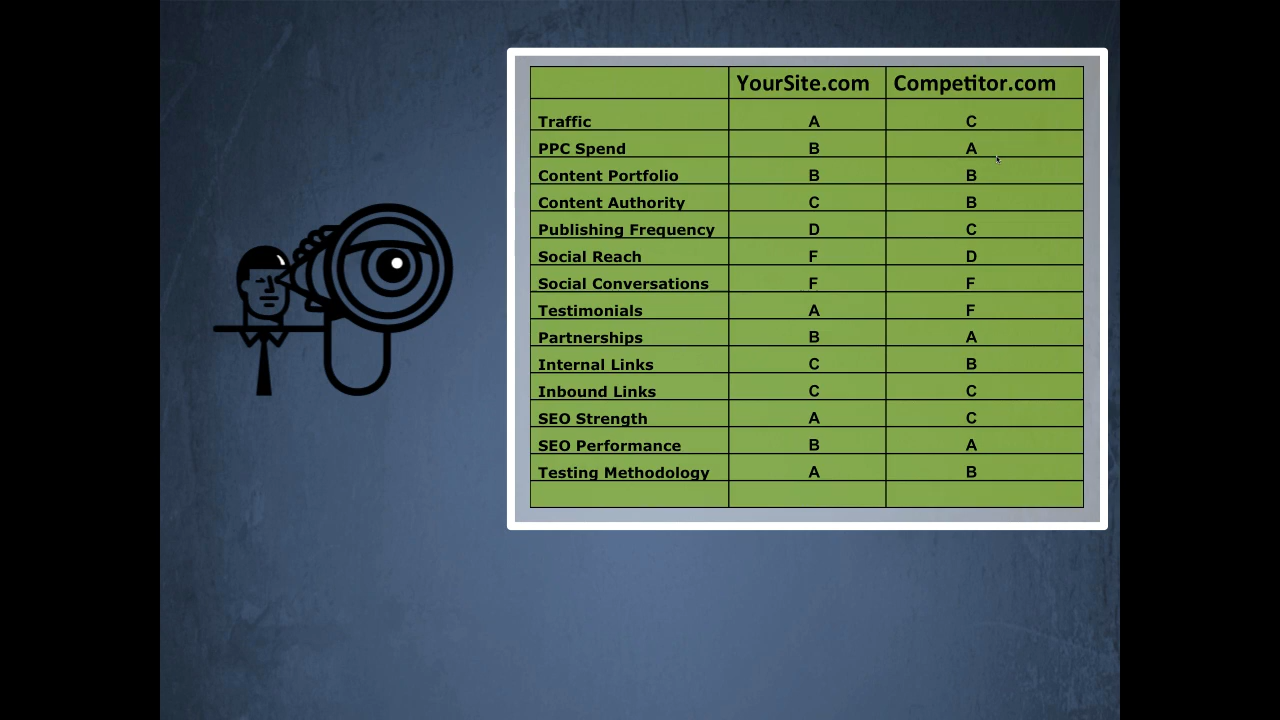 YourSite.com Competitor.com
Traffic A C
PPC Spend B A
Content Portfolio B B
Content Authority C B
Publishing Frequency D C
Social Reach F D
Social Conversations F F
Testimonials A F
Partnerships B A
Internal Links C B
Inbound Links C C
SEO Strength A C
SEO Performance B A
Testing Methodology A B